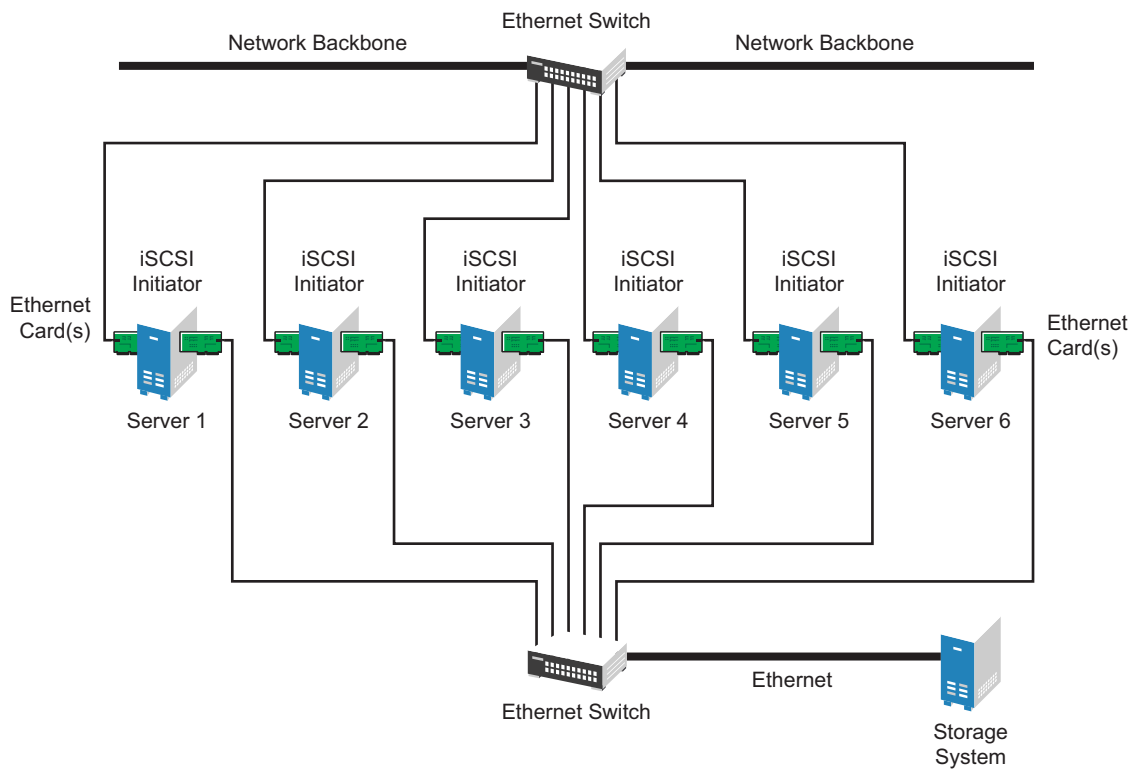 Ethernet Switch
Network Backbone
Network Backbone
iSCSI
Initiator
iSCSI
Initiator
iSCSI
Initiator
iSCSI
Initiator
iSCSI
Initiator
iSCSI
Initiator
Ethernet
Card(s)
Ethernet
Card(s)
Server 1
Server 2
Server 3
Server 4
Server 5
Server 6
Ethernet
Ethernet Switch
Storage
System